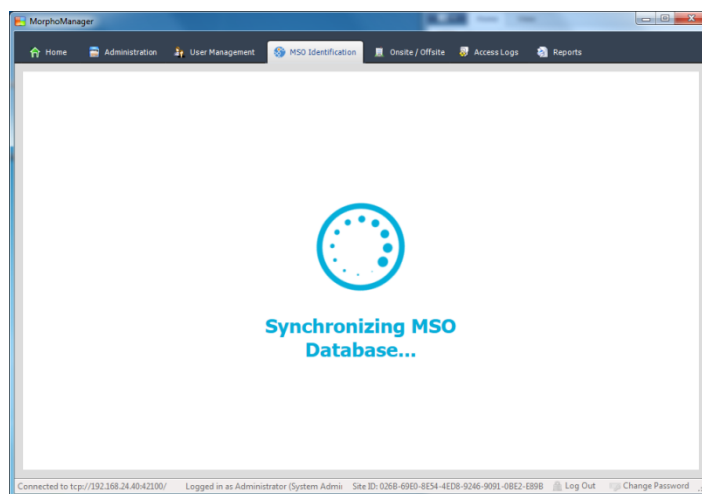 MorphoManager
Home Administration User Management MSO Identification Onsite / Offsite Access Logs Reports
Synchronizing MSO
Database...
Connected to tcp://192.168.24.40:42100/ Logged in as Administrator (System Admi Site ID: 026B-69E0-8E54-4ED8-9246-9091-0BE2-E89B Log Out Change Password